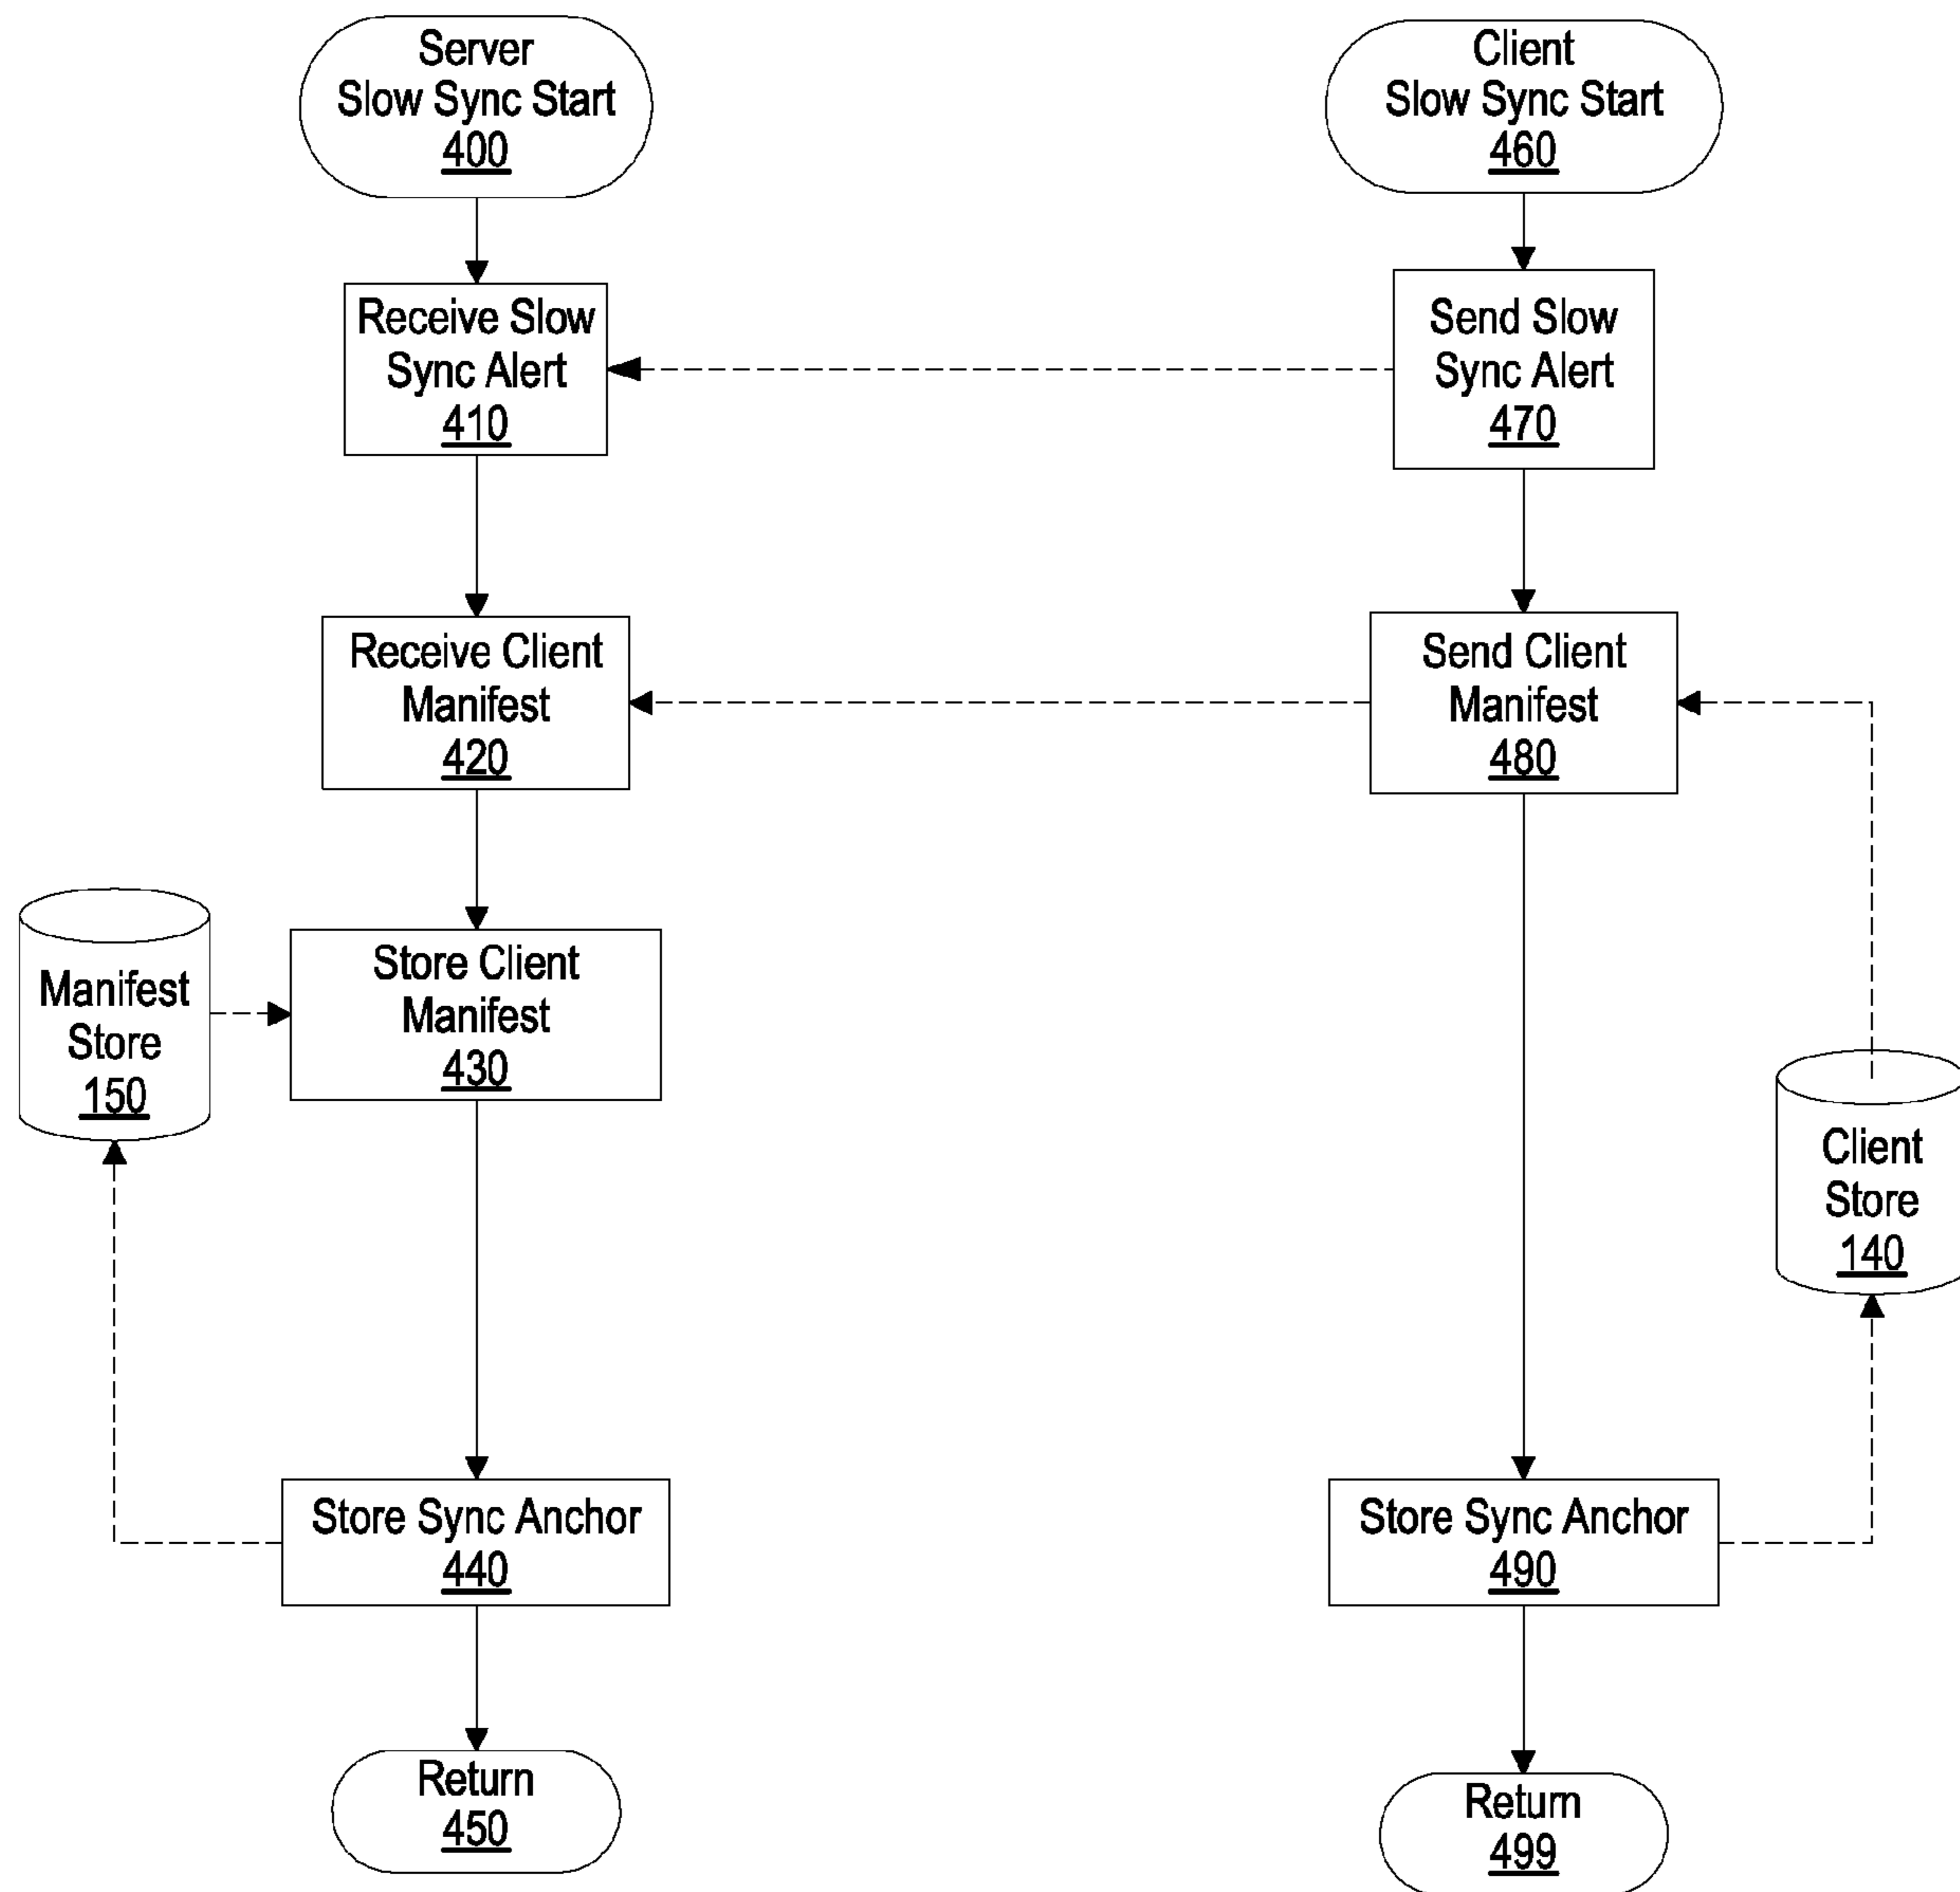 Server
Slow Sync Start
400
Client
Slow Sync Start
460
Receive Slow
Sync Alert
410
Send Slow
Sync Alert
470
Receive Client
Manifest
420
Send Client
Manifest
480
Manifest
Store
150
Store Client
Manifest
430
Client
Store
140
Store Sync Anchor
440
Store Sync Anchor
490
Return
450
Return
499